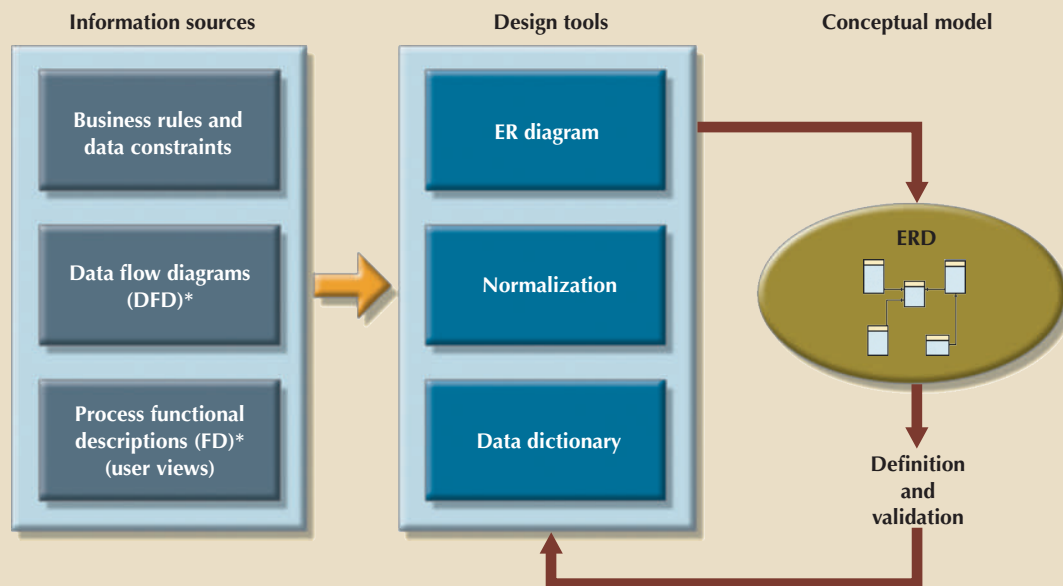 Information sources
Business rules and
data constraints
Data flow diagrams
(DFD)*
Process functional
descriptions (FD)*
(user views)
Design tools
ER diagram
Normalization
Data dictionary
Conceptual model
ERD
Definition
and
validation